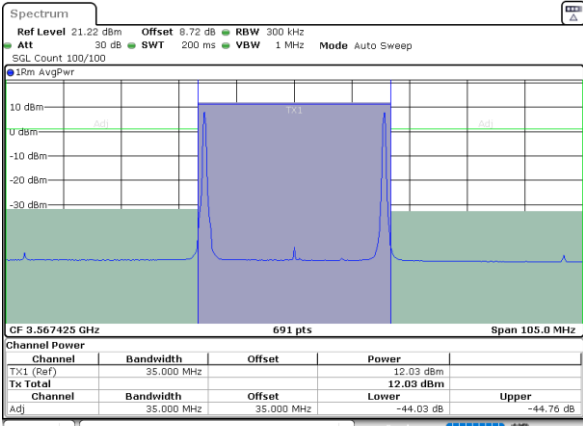 Spectrum
Ref Level 21.22 dBm Offset 8.72 dB RBW 300 kHz
Att 30 dB SWT 200 ms VBW 1 MHz Mode Auto Sweep
SGL Count 100/100
1Rm AvgPwr
10 dBm
TX1
Adj
Adj
0 dBm
-10 dBm
-20 dBm
-30 dBm
CF 3.567425 GHz 691 pts Span 105.0 MHz
Channel Power
Channel Bandwidth Offset Power
TX1 (Ref) 35.000 MHz 12.03 dBm
Tx Total 12.03 dBm
Channel Bandwidth Offset Lower Upper
Adj 35.000 MHz 35.000 MHz -44.03 dB -44.76 dB